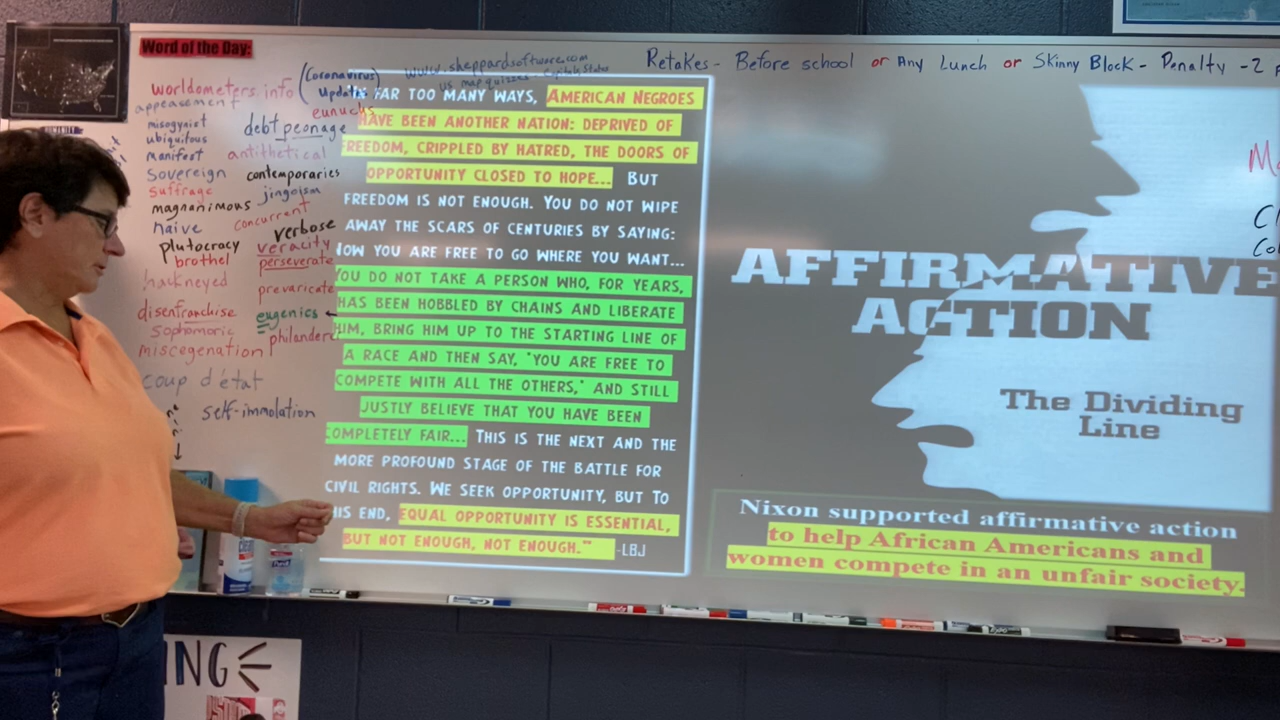 Word of the Day:
worldometers.info (Coronavirus)
Updates
appeasement
eunuchs
misogynist
debt peonage
ubiquitous
manifest
antithetical
sovereign
contemporaries
suffrage
jingoism
magnanimous
concurrent
naive
verbose
plutocracy
veracity
brothel
perseverate
hackneyed
prevaricate
disenfranchise
eugenics
sophomoric
philander
miscegenation
coup d'état
self-immolation
www.sheppardsoftware.com
us map quizzes - Capitals, States
Retakes - Before school or Any Lunch or Skinny Block - Penalty -2
FAR TOO MANY WAYS, AMERICAN NEGROES
HAVE BEEN ANOTHER NATION: DEPRIVED OF
FREEDOM, CRIPPLED BY HATRED, THE DOORS OF
OPPORTUNITY CLOSED TO HOPE... BUT
FREEDOM IS NOT ENOUGH. YOU DO NOT WIPE
AWAY THE SCARS OF CENTURIES BY SAYING:
NOW YOU ARE FREE TO GO WHERE YOU WANT...
YOU DO NOT TAKE A PERSON WHO, FOR YEARS,
HAS BEEN HOBBLED BY CHAINS AND LIBERATE
HIM, BRING HIM UP TO THE STARTING LINE OF
A RACE AND THEN SAY, "YOU ARE FREE TO
COMPETE WITH ALL THE OTHERS," AND STILL
JUSTLY BELIEVE THAT YOU HAVE BEEN
COMPLETELY FAIR... THIS IS THE NEXT AND THE
MORE PROFOUND STAGE OF THE BATTLE FOR
CIVIL RIGHTS. WE SEEK OPPORTUNITY, BUT TO
THIS END, EQUAL OPPORTUNITY IS ESSENTIAL,
BUT NOT ENOUGH, NOT ENOUGH." -LBJ
AFFIRMATIVE
ACTION
The Dividing
Line
Nixon supported affirmative action
to help African Americans and
women compete in an unfair society.
ING